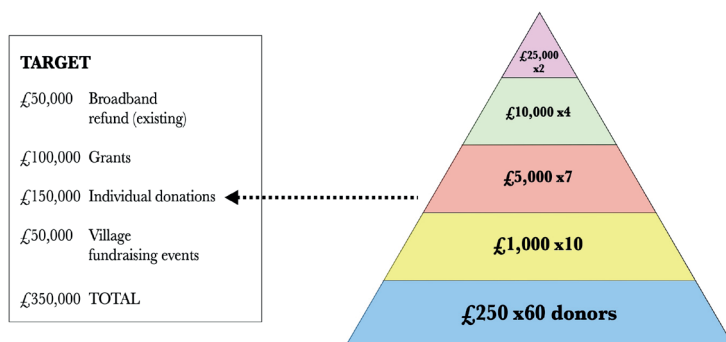 TARGET
£50,000 Broadband
refund (existing)
£100,000 Grants
£150,000 Individual donations
£50,000 Village
fundraising events
£350,000 TOTAL
£25,000
x2
£10,000 x4
£5,000 x7
£1,000 x10
£250 x60 donors